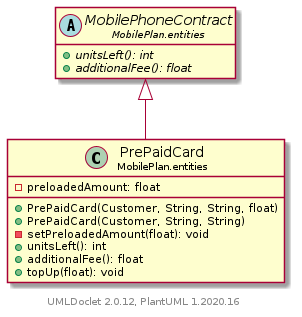 A MobilePhoneContract
MobilePlan.entities
unitsLeft(): int
additionalFee(): float
C PrePaidCard
MobilePlan.entities
preloadedAmount: float
PrePaidCard(Customer, String, String, float)
PrePaidCard(Customer, String, String)
setPreloadedAmount(float): void
unitsLeft(): int
additionalFee(): float
topUp(float): void
UMLDoclet 2.0.12, PlantUML 1.2020.16